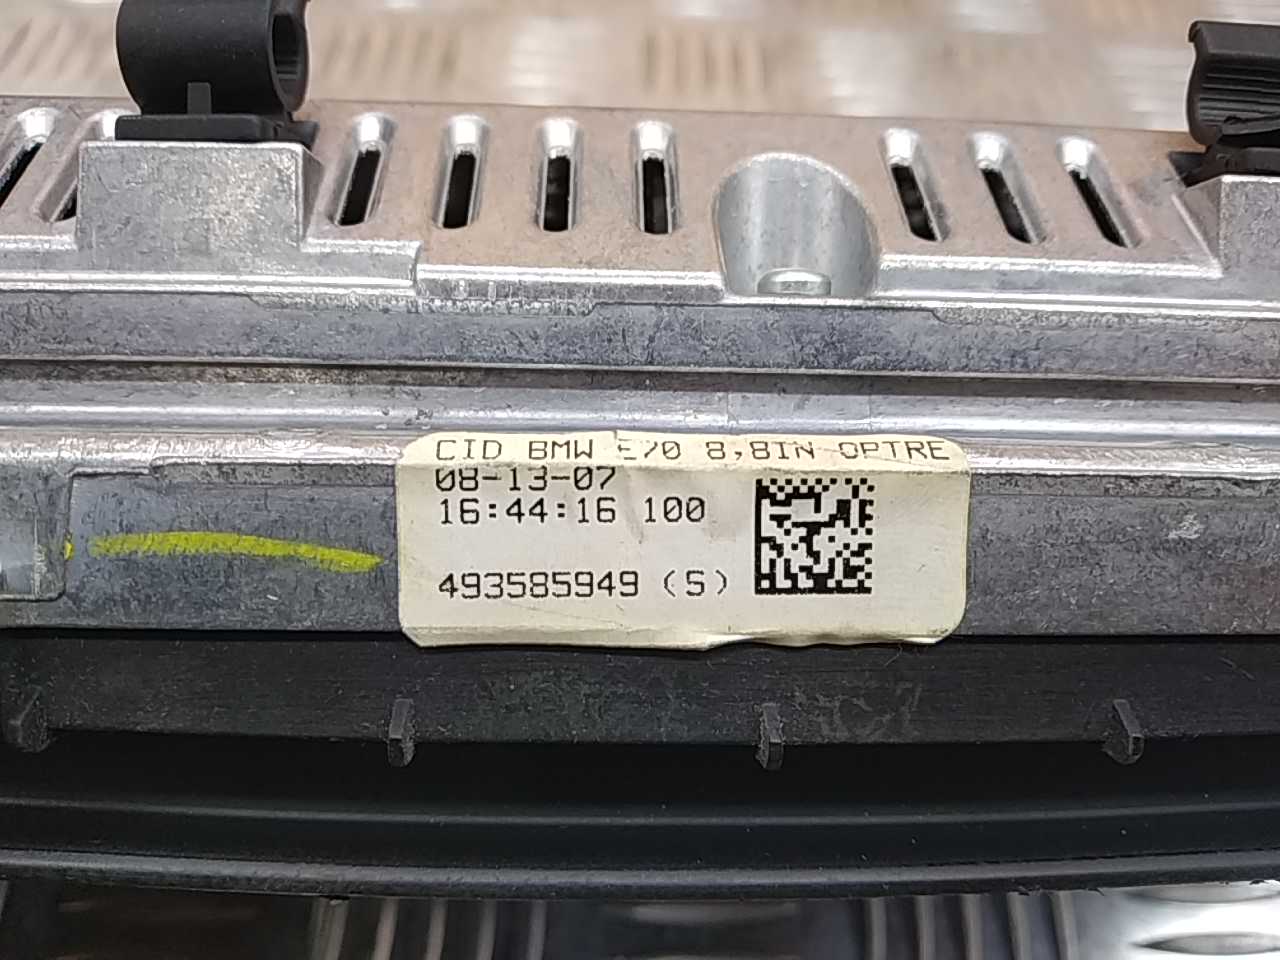 CID BMW E70 8,8IN OPTRE
08-13-07
16:44:16 100
493585949 (S)